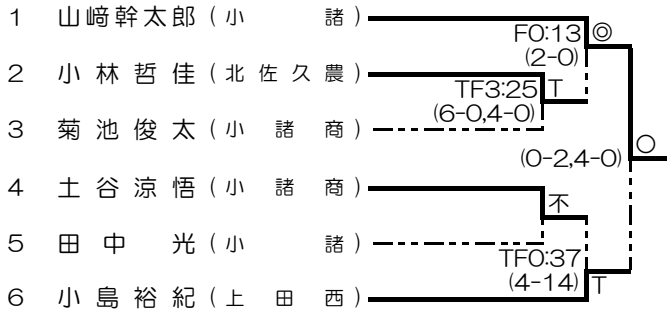 1 山﨑幹太郎(小 諸)
F0:13 ◎
(2-0)
2 小林哲佳(北佐久農)
TF3:25 T
(6-0,4-0)
3 菊池俊太(小諸商)
(0-2,4-0) ○
4 土谷涼悟(小諸商)
不
5 田中 光(小 諸)
TF0:37
(4-14) T
6 小島裕紀(上田西)